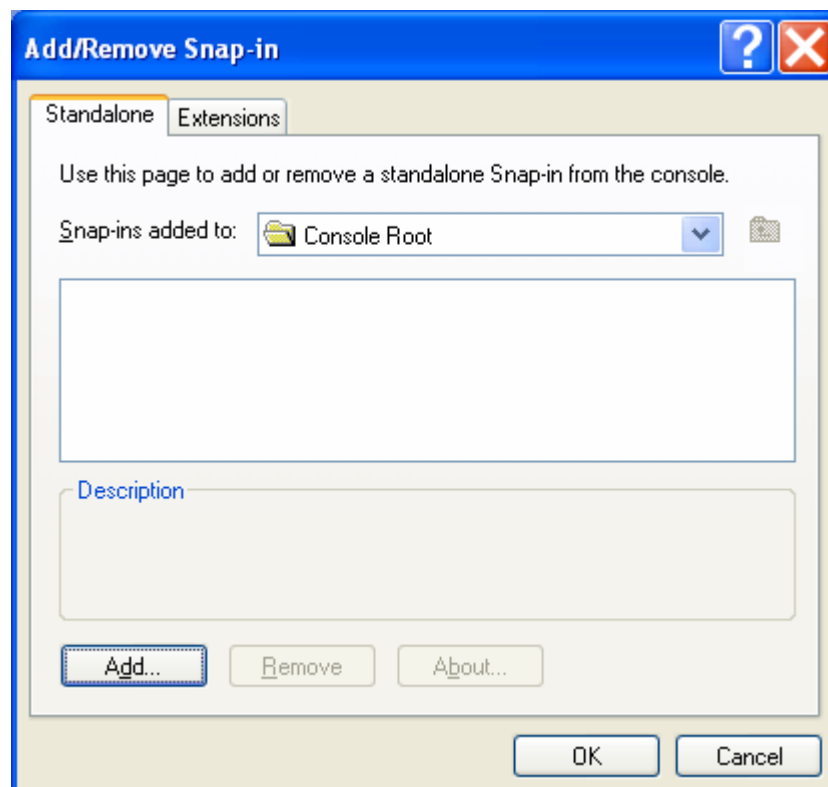 Add/Remove Snap-in
?
Standalone Extensions
Use this page to add or remove a standalone Snap-in from the console.
Snap-ins added to: Console Root
Description
Add... Remove About...
OK Cancel